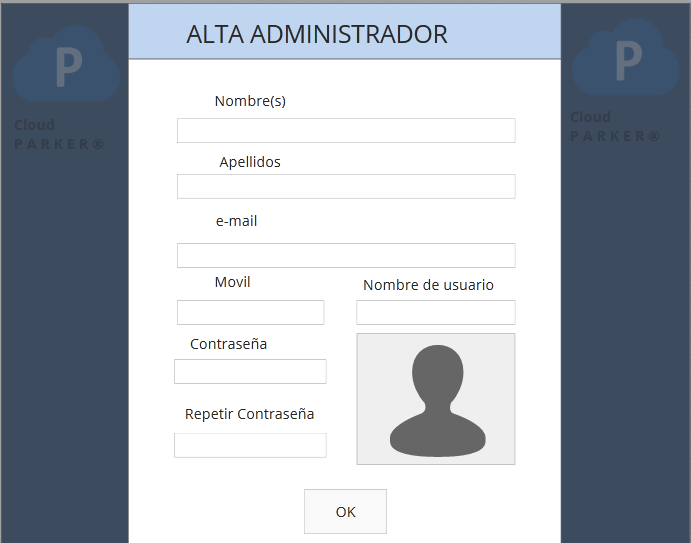 ALTA ADMINISTRADOR
P
Cloud
PARKER®
P
Cloud
PARKER®
Nombre(s)
Apellidos
e-mail
Movil
Nombre de usuario
Contraseña
Repetir Contraseña
OK